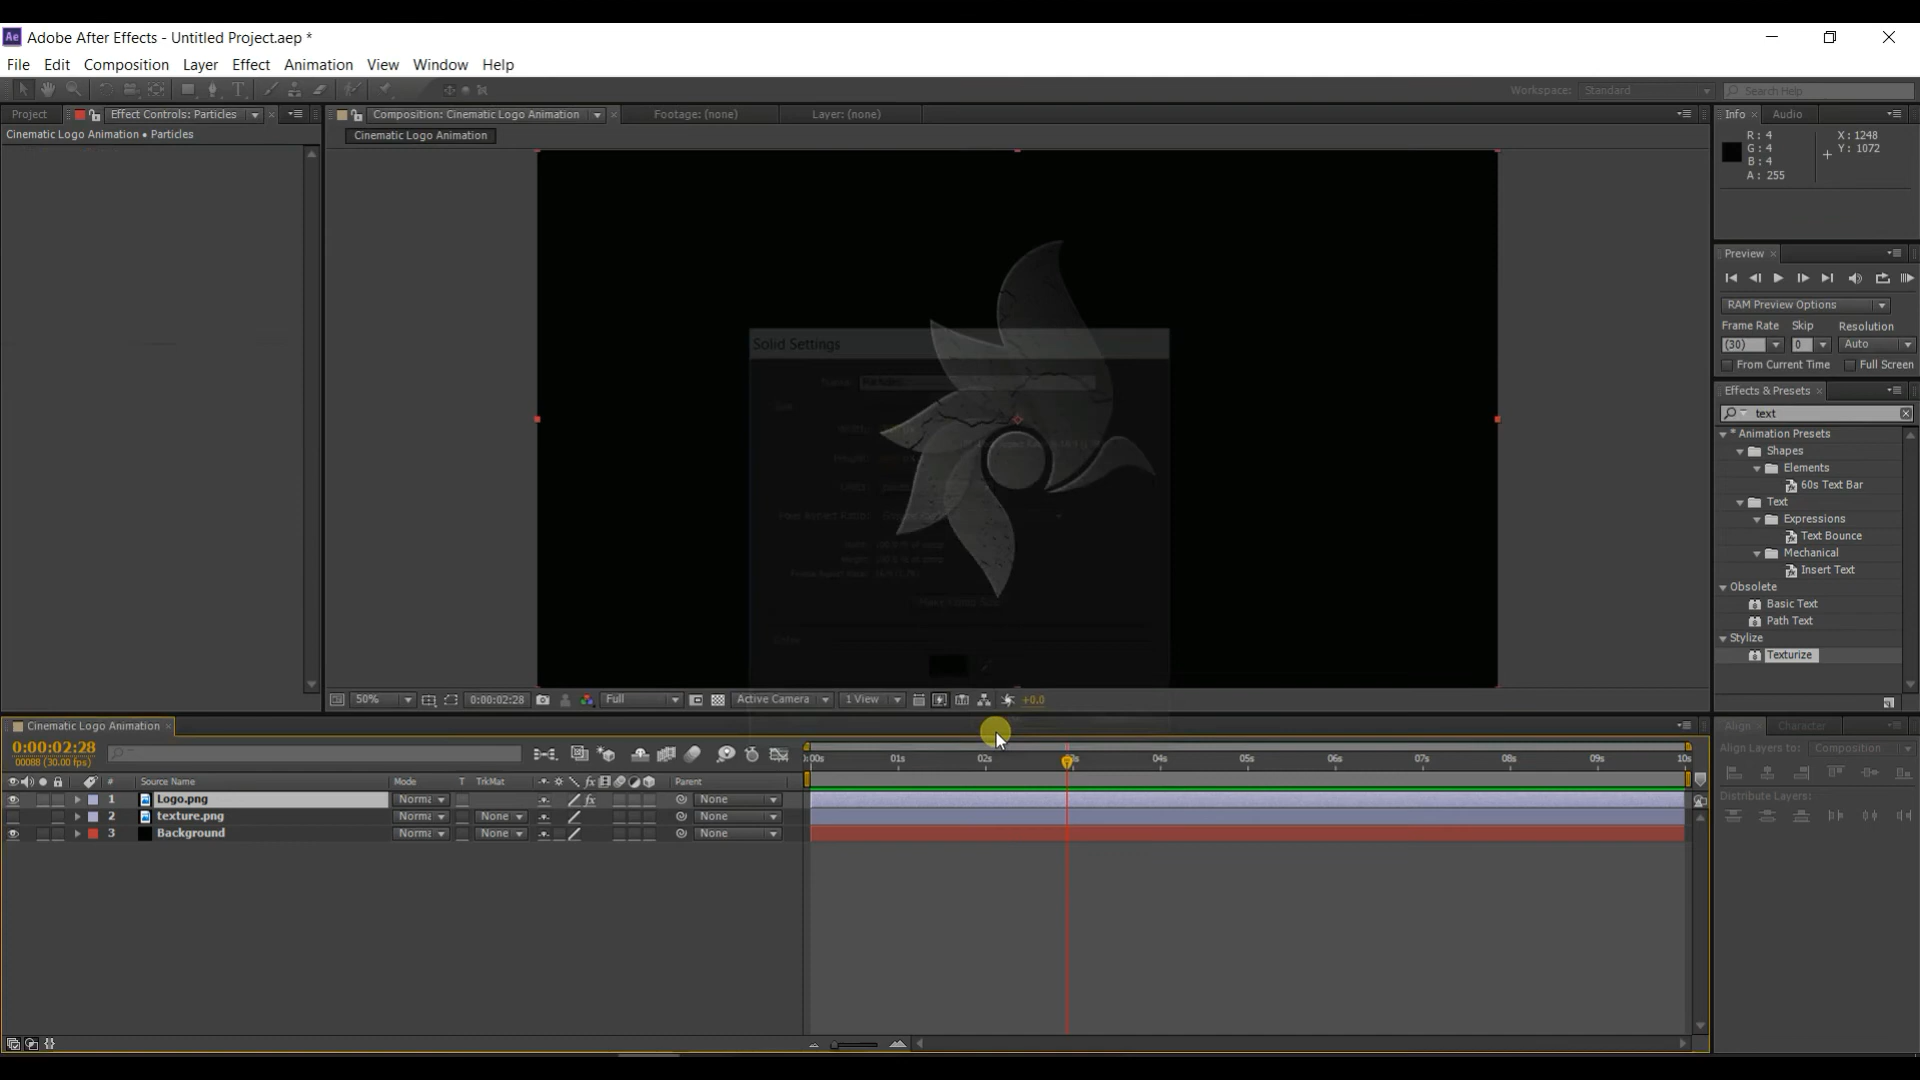 Adobe After Effects - Untitled Project.aep *
File Edit Composition Layer Effect Animation View Window Help
Workspace: Standard Search Help
Project Effect Controls: Particles Composition: Cinematic Logo Animation Footage: (none) Layer: (none) Info Audio
Cinematic Logo Animation • Particles
Cinematic Logo Animation
R: 4
G: 4
B: 4
A: 255
X: 1248
Y: 1072
Preview
RAM Preview Options
Frame Rate Skip Resolution
(30) 0 Auto
From Current Time Full Screen
Effects & Presets
text
* Animation Presets
Shapes
Elements
60s Text Bar
Text
Expressions
Text Bounce
Mechanical
Insert Text
Obsolete
Basic Text
Path Text
Stylize
Texturize
Solid Settings
50% 0:00:02:28 Full Active Camera 1 View +0.0
Cinematic Logo Animation
0:00:02:28
00088 (30.00 fps)
# Source Name Mode T TrkMat fx Parent
1 Logo.png fx None
2 texture.png None None
3 Background None None
01s 02s 04s 05s 06s 07s 08s 09s 10s
Align Character
Align Layers to: Composition
Distribute Layers: